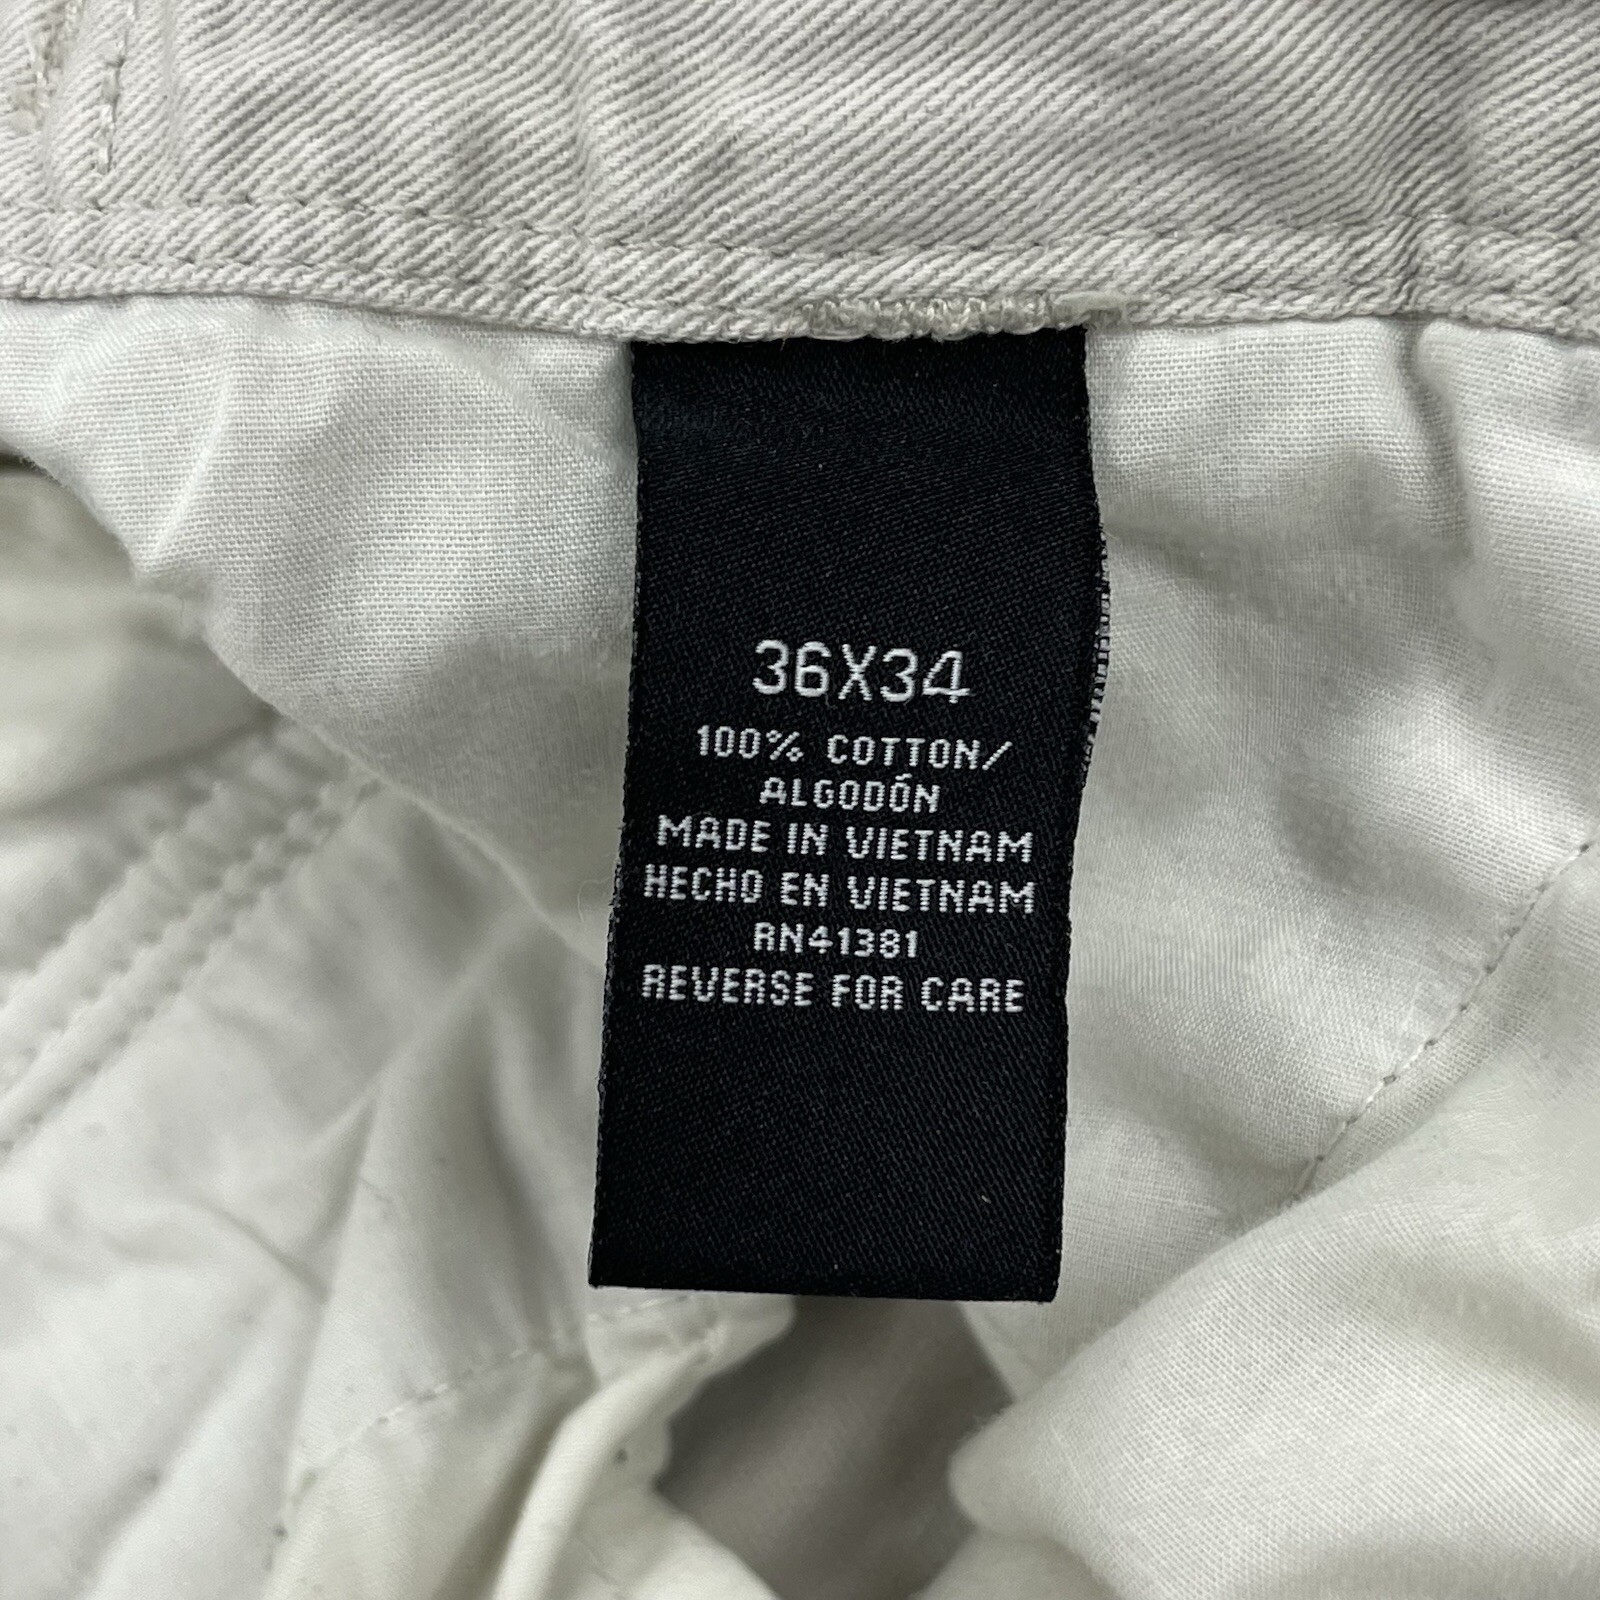 36X34
100% COTTON/
ALGODÓN
MADE IN VIETNAM
HECHO EN VIETNAM
RN41381
REVERSE FOR CARE